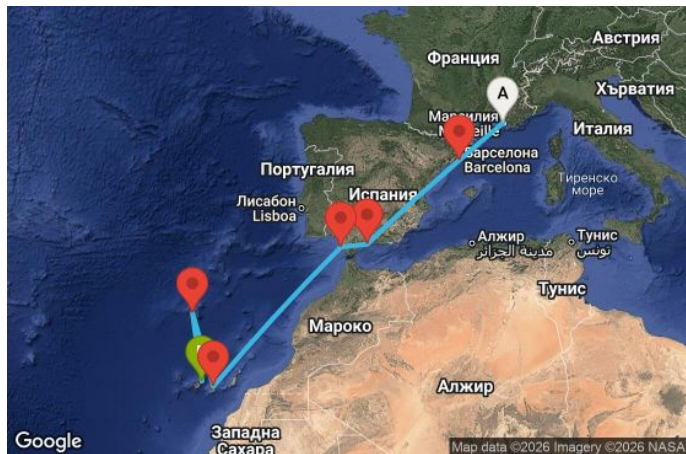 Франция
Австрия
Хърватия
A
Марсилия
Италия
Барселона
Barcelona
Португалия
Испания
Тиренско
море
Лисабон
Lisboa
Алжир
مدينة الجزائر
Тунис
تونس
Тунис
Мароко
Алжир
Западна
Сахара
Google
Map data ©2026 Imagery ©2026 NASA